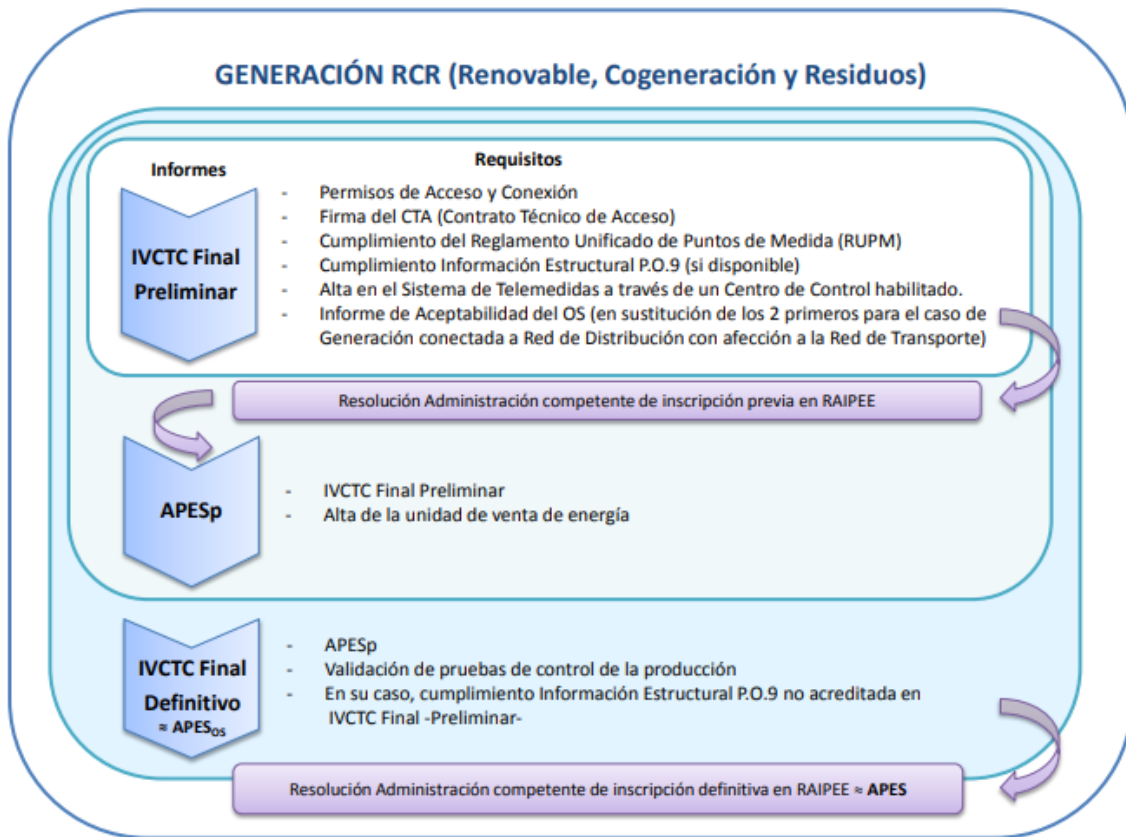 GENERACIÓN RCR (Renovable, Cogeneración y Residuos)
Informes
Requisitos
IVCTC Final
Preliminar
- Permisos de Acceso y Conexión
- Firma del CTA (Contrato Técnico de Acceso)
- Cumplimiento del Reglamento Unificado de Puntos de Medida (RUPM)
- Cumplimiento Información Estructural P.O.9 (si disponible)
- Alta en el Sistema de Telemedidas a través de un Centro de Control habilitado.
- Informe de Aceptabilidad del OS (en sustitución de los 2 primeros para el caso de
Generación conectada a Red de Distribución con afección a la Red de Transporte)
Resolución Administración competente de inscripción previa en RAIPEE
APESp
- IVCTC Final Preliminar
- Alta de la unidad de venta de energía
IVCTC Final
Definitivo
≈ APESOS
- APESp
- Validación de pruebas de control de la producción
- En su caso, cumplimiento Información Estructural P.O.9 no acreditada en
IVCTC Final -Preliminar-
Resolución Administración competente de inscripción definitiva en RAIPEE ≈ APES